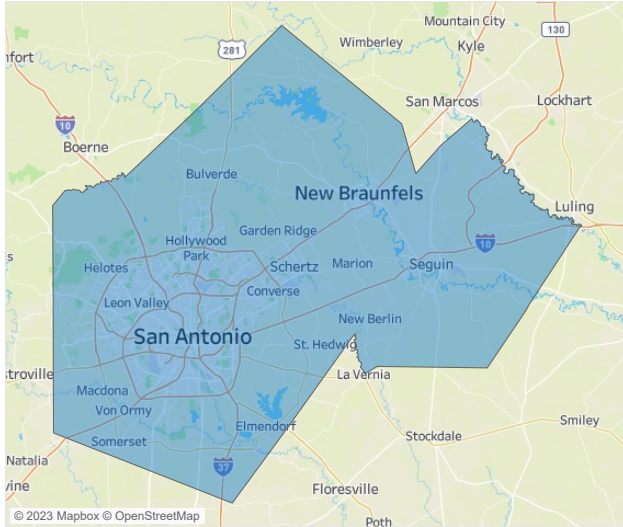 Mountain City
nfort
281
Wimberley
Kyle
130
San Marcos
Lockhart
10
Boerne
Bulverde
New Braunfels
Luling
Garden Ridge
Hollywood
Park
10
Helotes
Schertz
Marion
Seguin
Converse
Leon Valley
New Berlin
San Antonio
St. Hedwig
stroville
La Vernia
Macdona
Von Ormy
Elmendorf
Smiley
Somerset
Stockdale
Natalia
37
vine
Floresville
© 2023 Mapbox © OpenStreetMap
Poth